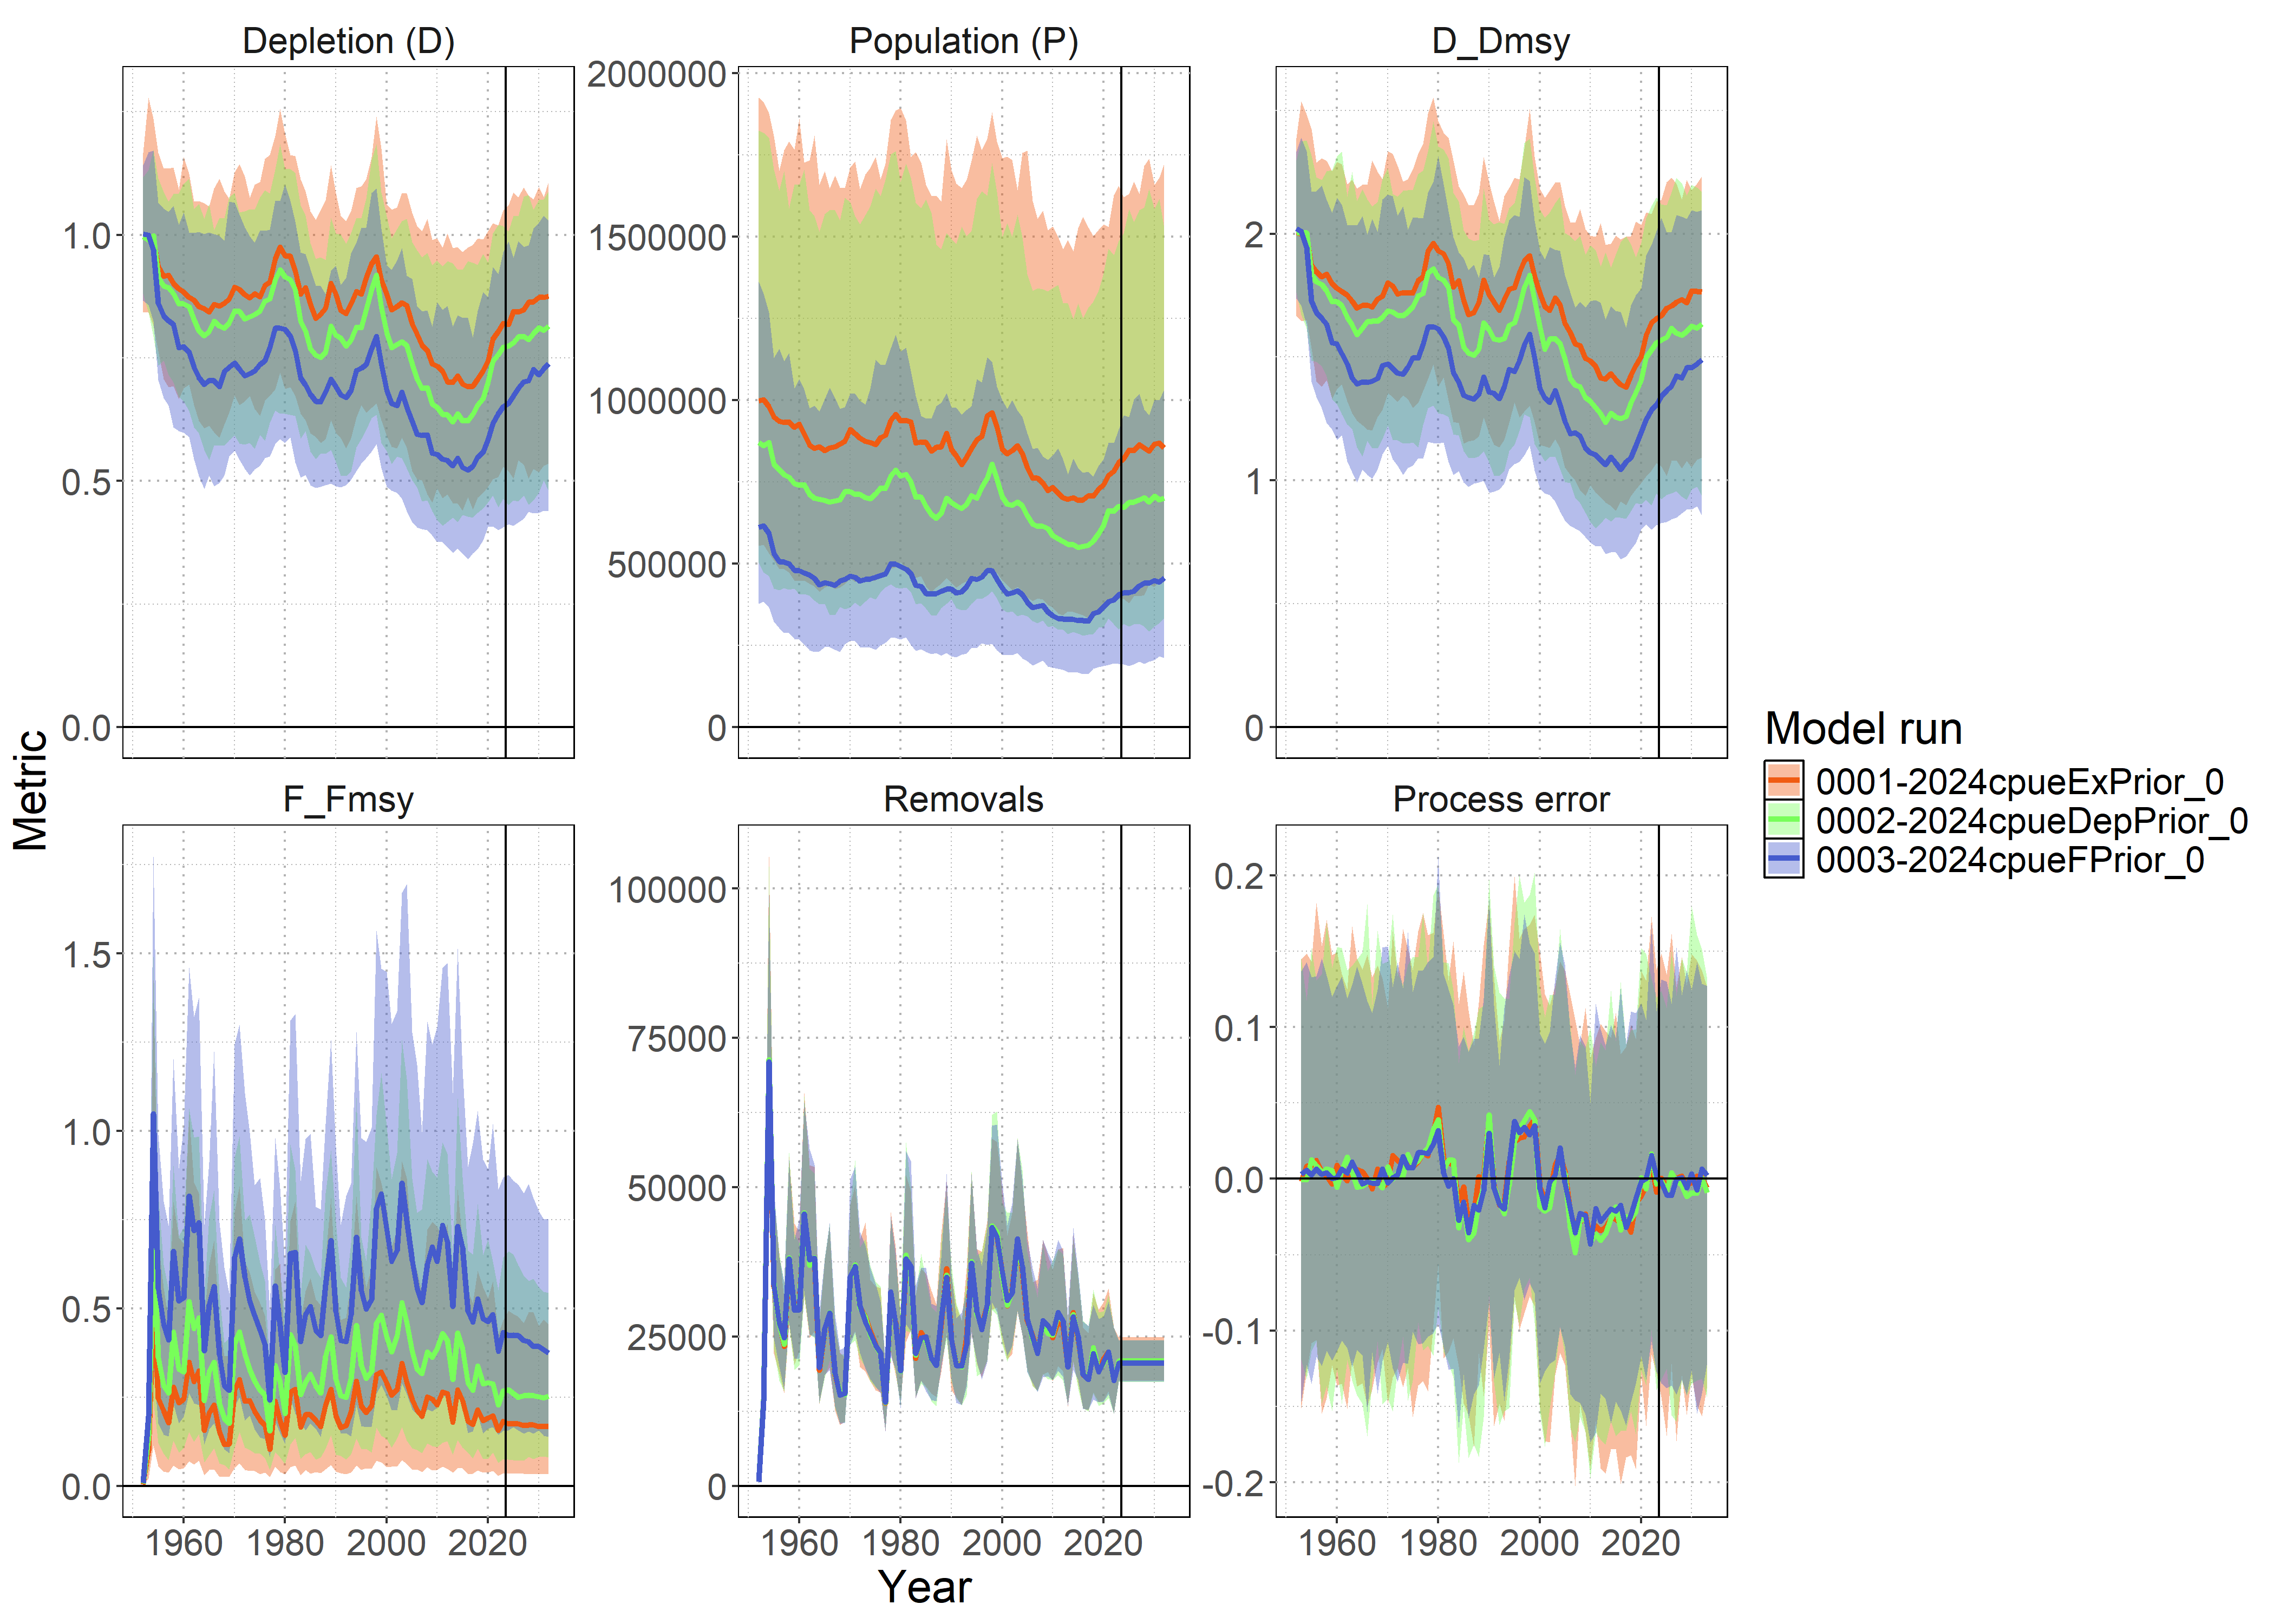 Depletion (D)
Population (P)
D_Dmsy
1.0
0.5
0.0
2000000
1500000
1000000
500000
0
2
1
0
Metric
F_Fmsy
Removals
Process error
1.5
1.0
0.5
0.0
100000
75000
50000
25000
0
0.2
0.1
0.0
-0.1
-0.2
1960 1980 2000 2020
1960 1980 2000 2020
1960 1980 2000 2020
Year
Model run
0001-2024cpueExPrior_0
0002-2024cpueDepPrior_0
0003-2024cpueFPrior_0